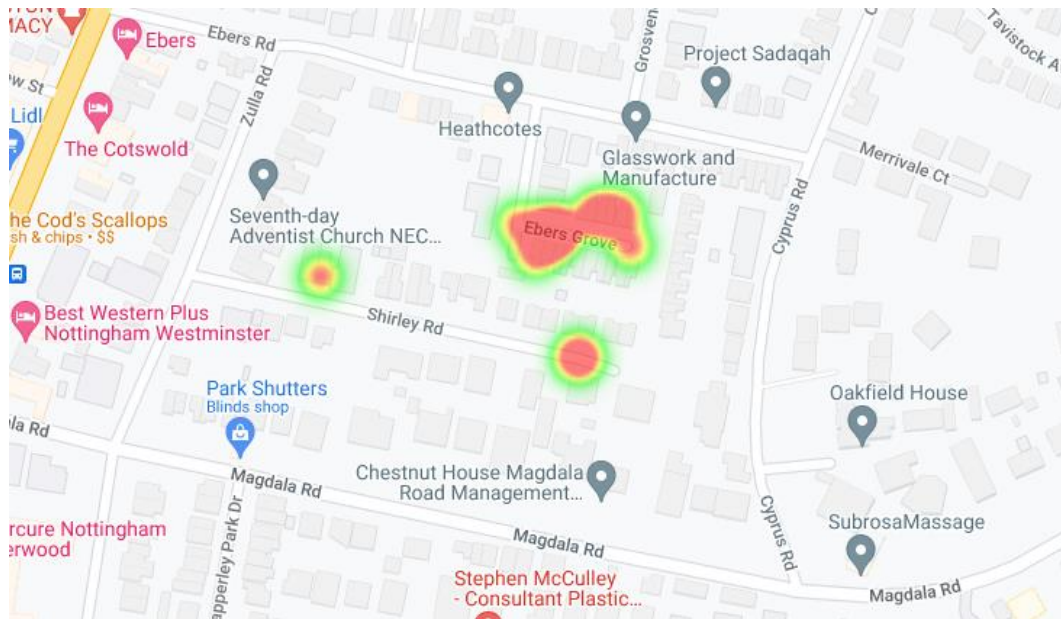 MACY
Ebers
Ebers Rd
Zulla Rd
Grosven
Project Sadaqah
Tavistock A
w St
Lidl
The Cotswold
Heathcotes
Glasswork and
Manufacture
Merrivale Ct
he Cod's Scallops
sh & chips • $$
Seventh-day
Adventist Church NEC...
Ebers Grove
Cyprus Rd
Best Western Plus
Nottingham Westminster
Shirley Rd
Park Shutters
Blinds shop
Oakfield House
la Rd
Magdala Rd
Chestnut House Magdala
Road Management...
rcure Nottingham
erwood
apperley Park Dr
Magdala Rd
Cyprus Rd
SubrosaMassage
Stephen McCulley
- Consultant Plastic...
Magdala Rd